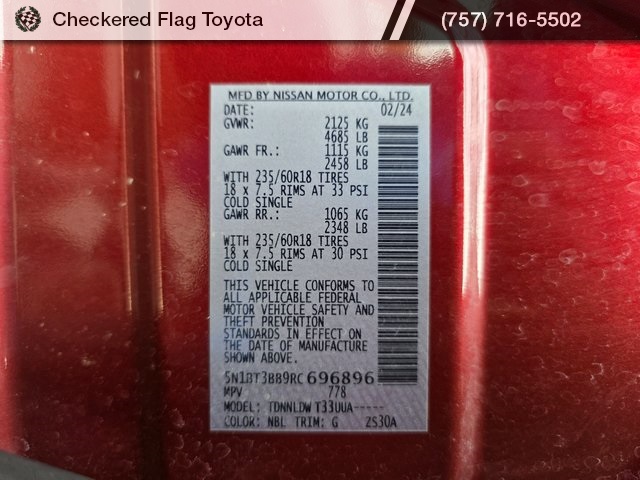 Checkered Flag Toyota
(757) 716-5502
MFD BY NISSAN MOTOR CO., LTD.
DATE: 02/24
GVWR: 2125 KG
4685 LB
GAWR FR.: 1115 KG
2458 LB
WITH 235/60R18 TIRES
18 x 7.5 RIMS AT 33 PSI
COLD SINGLE
GAWR RR.: 1065 KG
2348 LB
WITH 235/60R18 TIRES
18 x 7.5 RIMS AT 30 PSI
COLD SINGLE
THIS VEHICLE CONFORMS TO
ALL APPLICABLE FEDERAL
MOTOR VEHICLE SAFETY AND
THEFT PREVENTION
STANDARDS IN EFFECT ON
THE DATE OF MANUFACTURE
SHOWN ABOVE.
5N1BT3BB9RC696896
MPV 778
MODEL: TDNNLDW T33UUA-----
COLOR: NBL TRIM: G ZS30A